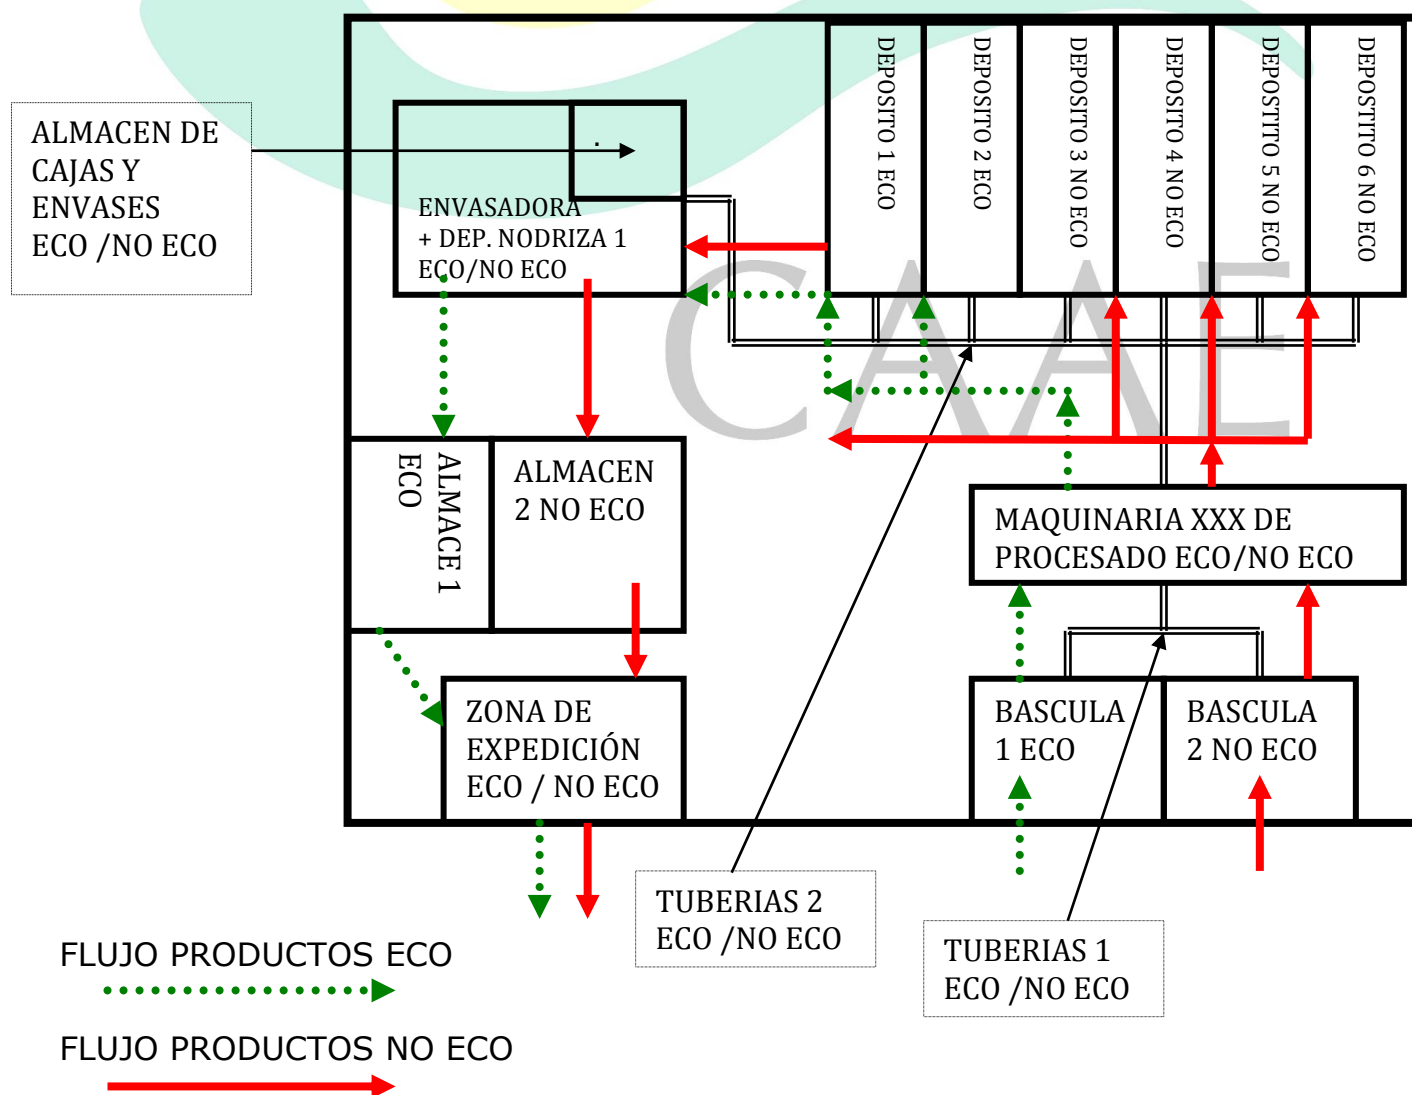 DEPOSITO 1 ECO
DEPOSITO 2 ECO
DEPOSITO 3 NO ECO
DEPOSITO 4 NO ECO
DEPOSTITO 5 NO ECO
DEPOSTITO 6 NO ECO
ALMACEN DE
CAJAS Y
ENVASES
ECO /NO ECO
.
ENVASADORA
+ DEP. NODRIZA 1
ECO/NO ECO
CAAE
ALMACE 1
ECO
ALMACEN
2 NO ECO
MAQUINARIA XXX DE
PROCESADO ECO/NO ECO
ZONA DE
EXPEDICIÓN
ECO / NO ECO
BASCULA
1 ECO
BASCULA
2 NO ECO
TUBERIAS 2
ECO /NO ECO
TUBERIAS 1
ECO /NO ECO
FLUJO PRODUCTOS ECO
FLUJO PRODUCTOS NO ECO